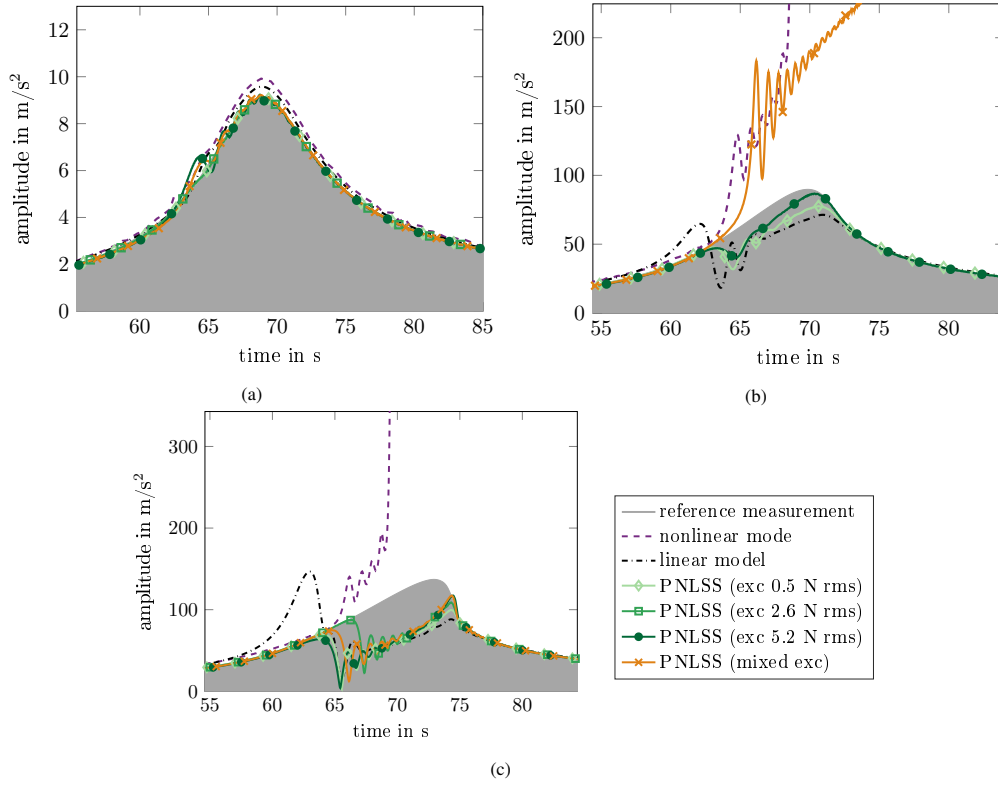 12
10
8
6
4
2
0
amplitude in m/s²
60
65
70
75
80
85
time in s
(a)
200
150
100
50
0
amplitude in m/s²
55
60
65
70
75
80
time in s
(b)
300
200
100
0
amplitude in m/s²
55
60
65
70
75
80
time in s
(c)
reference measurement
nonlinear mode
linear model
PNLSS (exc 0.5 N rms)
PNLSS (exc 2.6 N rms)
PNLSS (exc 5.2 N rms)
PNLSS (mixed exc)